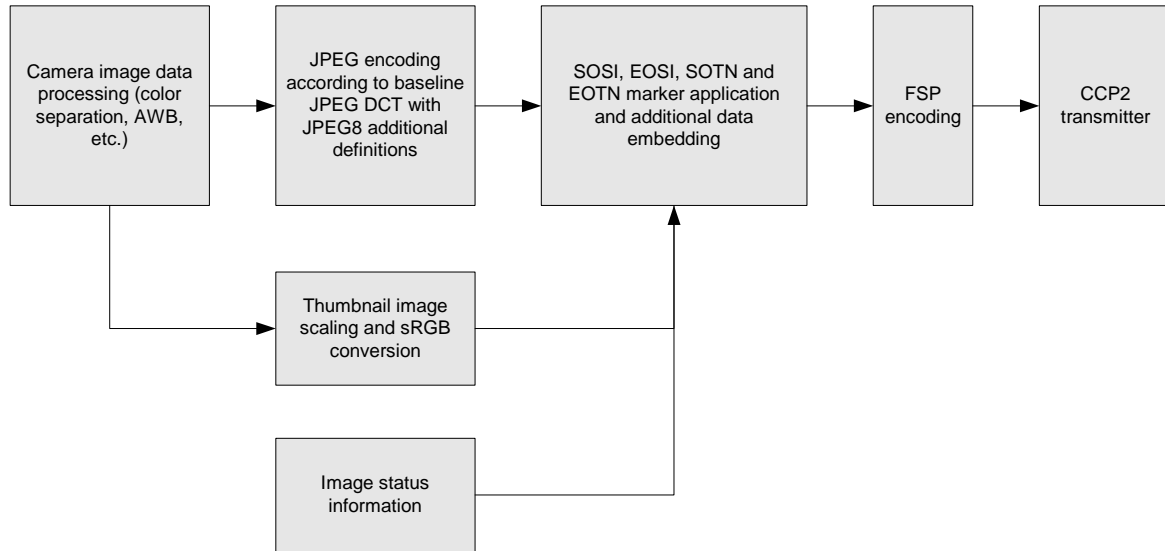 Camera image data
processing (color
separation, AWB,
etc.)
JPEG encoding
according to baseline
JPEG DCT with
JPEG8 additional
definitions
SOSI, EOSI, SOTN and
EOTN marker application
and additional data
embedding
FSP
encoding
CCP2
transmitter
Thumbnail image
scaling and sRGB
conversion
Image status
information